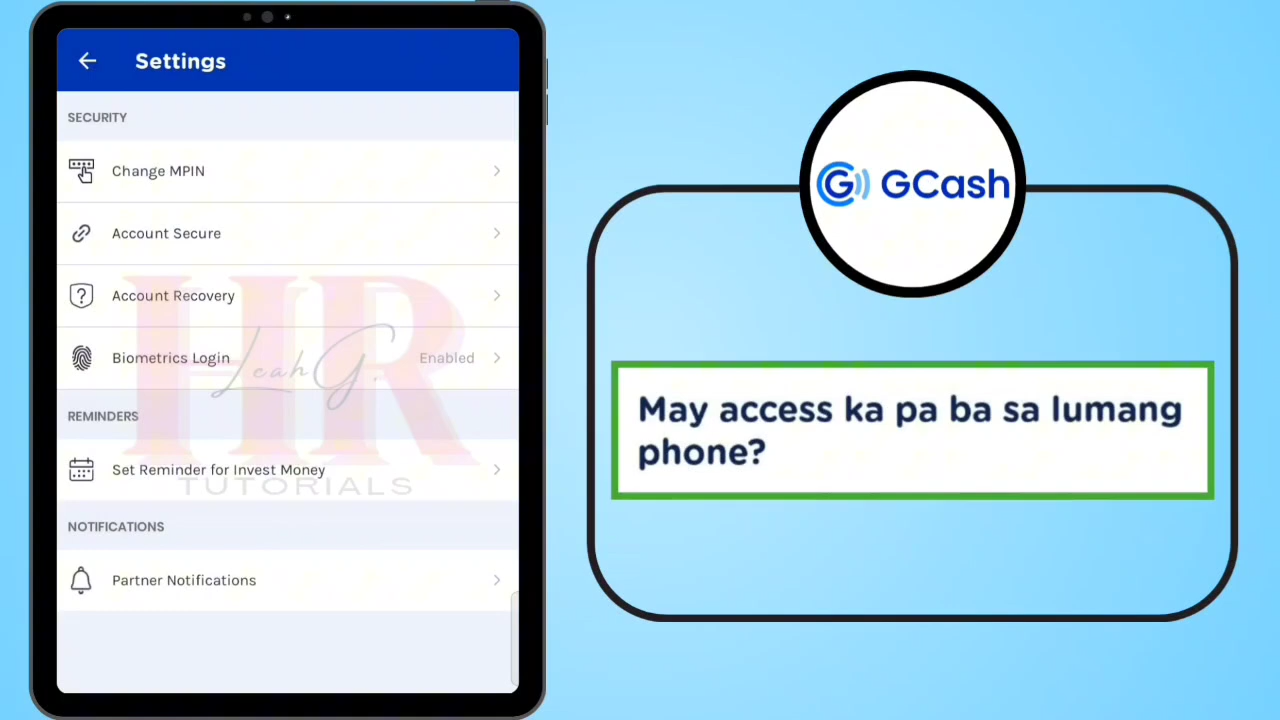 Settings
SECURITY
Change MPIN
Account Secure
Account Recovery
Biometrics Login Enabled
REMINDERS
Set Reminder for Invest Money
NOTIFICATIONS
Partner Notifications
HR
Leah G.
TUTORIALS
G GCash
May access ka pa ba sa lumang
phone?